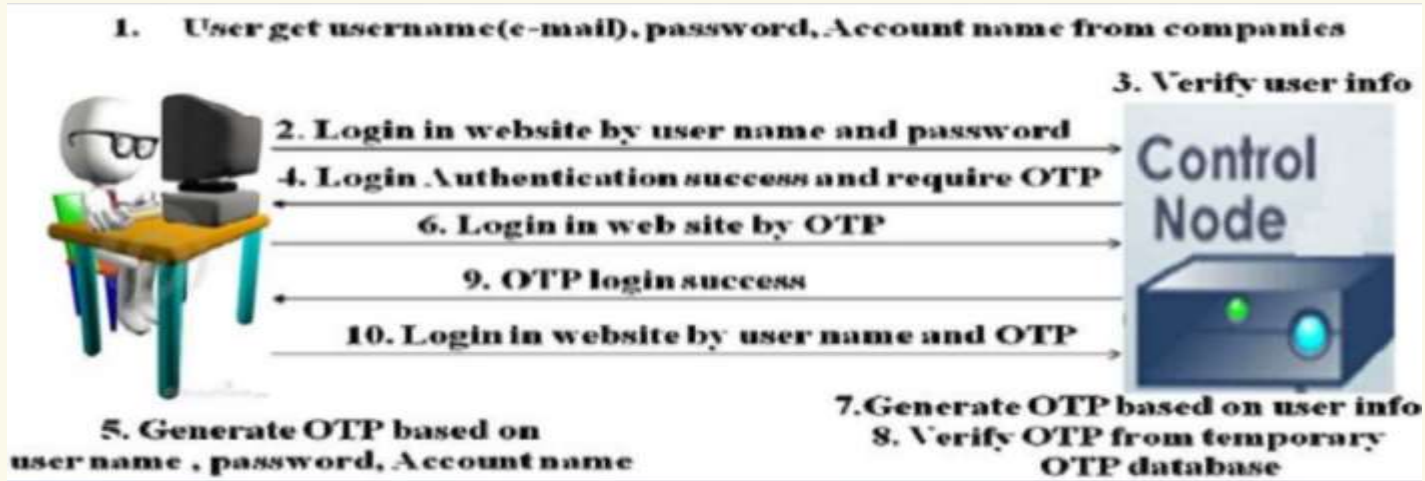 1. User get username(e-mail), password, Account name from companies
3. Verify user info
2. Login in website by user name and password
4. Login Authentication success and require OTP
6. Login in web site by OTP
9. OTP login success
10. Login in website by user name and OTP
Control
Node
5. Generate OTP based on
user name , password, Account name
7.Generate OTP based on user info
8. Verify OTP from temporary
OTP database